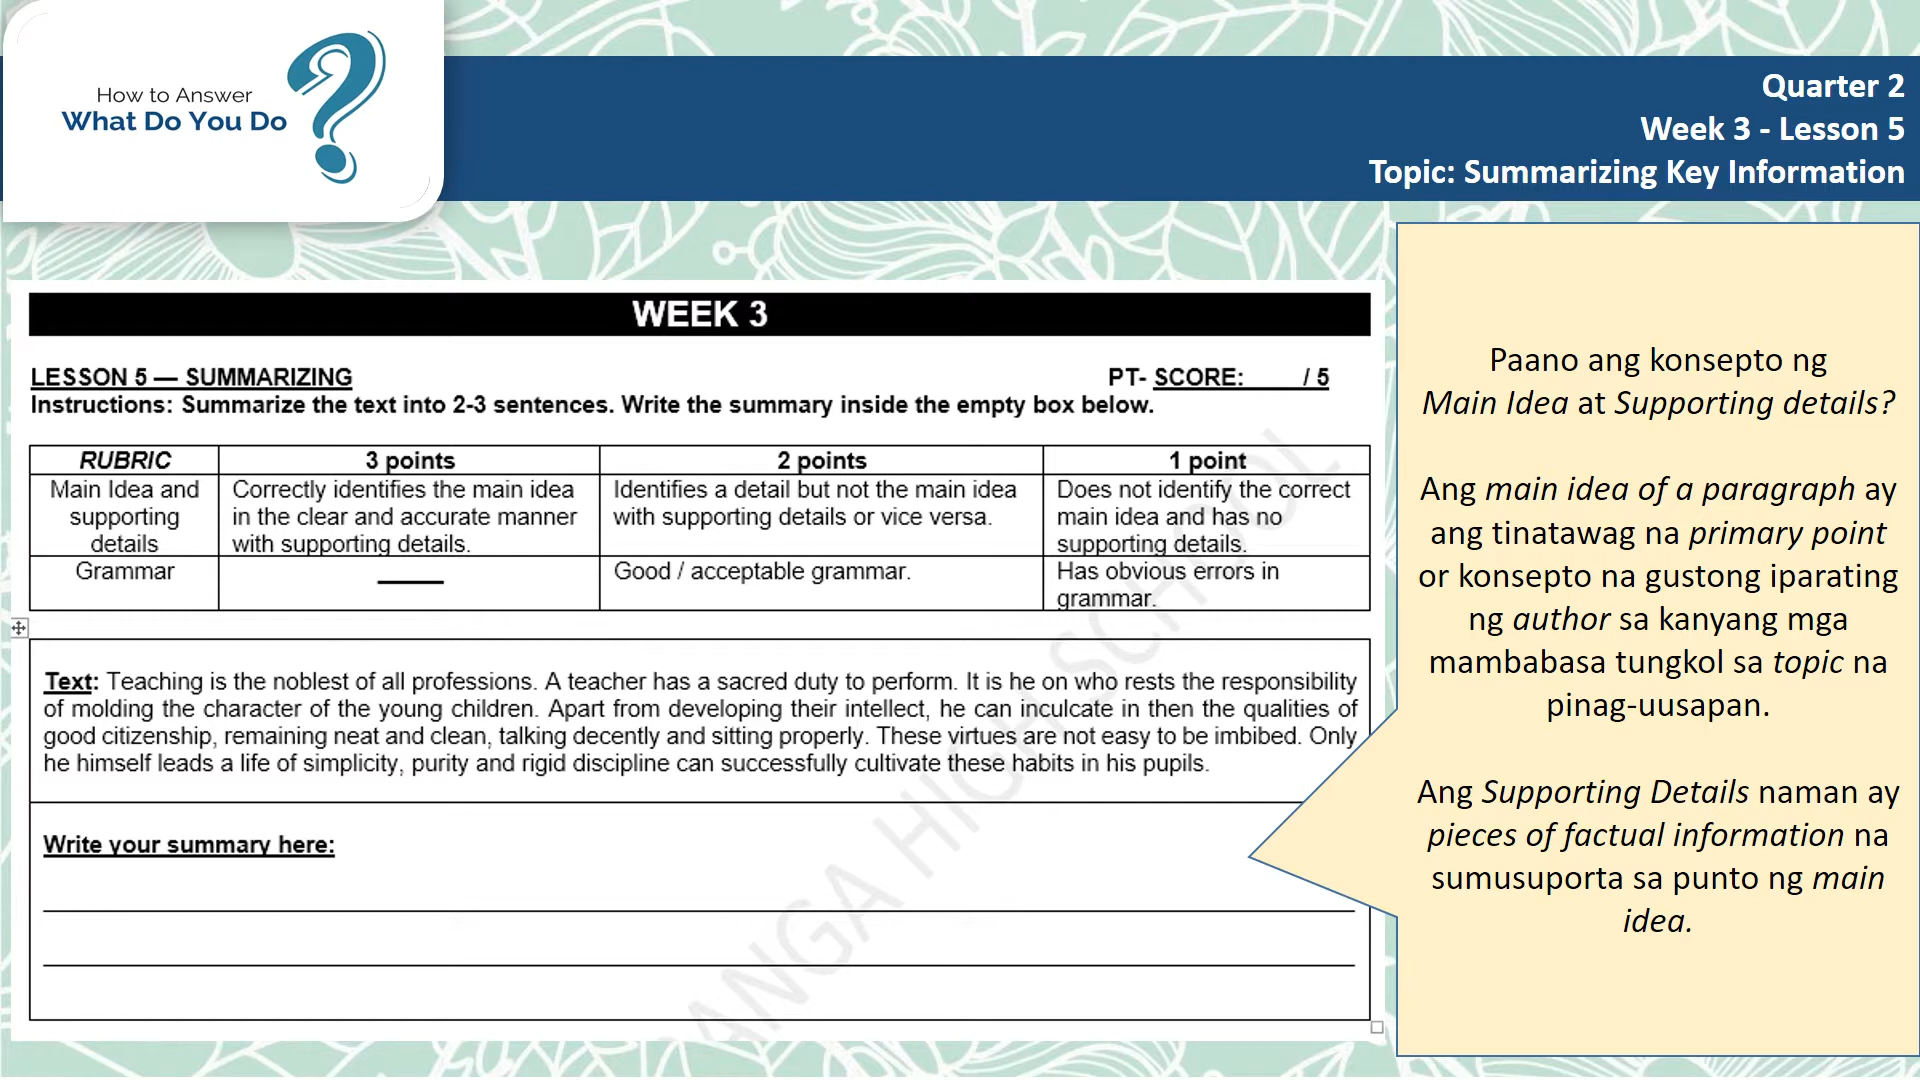 How to Answer
What Do You Do
Quarter 2
Week 3 - Lesson 5
Topic: Summarizing Key Information
WEEK 3
LESSON 5 — SUMMARIZING
PT- SCORE: ____ / 5
Instructions: Summarize the text into 2-3 sentences. Write the summary inside the empty box below.
RUBRIC
3 points
2 points
1 point
Main Idea and
supporting
details
Correctly identifies the main idea
in the clear and accurate manner
with supporting details.
Identifies a detail but not the main idea
with supporting details or vice versa.
Does not identify the correct
main idea and has no
supporting details.
Grammar
Good / acceptable grammar.
Has obvious errors in
grammar.
Text: Teaching is the noblest of all professions. A teacher has a sacred duty to perform. It is he on who rests the responsibility
of molding the character of the young children. Apart from developing their intellect, he can inculcate in then the qualities of
good citizenship, remaining neat and clean, talking decently and sitting properly. These virtues are not easy to be imbibed. Only
he himself leads a life of simplicity, purity and rigid discipline can successfully cultivate these habits in his pupils.
Write your summary here:
ANGA HIGH SCHOOL
Paano ang konsepto ng
Main Idea at Supporting details?
Ang main idea of a paragraph ay
ang tinatawag na primary point
or konsepto na gustong iparating
ng author sa kanyang mga
mambabasa tungkol sa topic na
pinag-uusapan.
Ang Supporting Details naman ay
pieces of factual information na
sumusuporta sa punto ng main
idea.